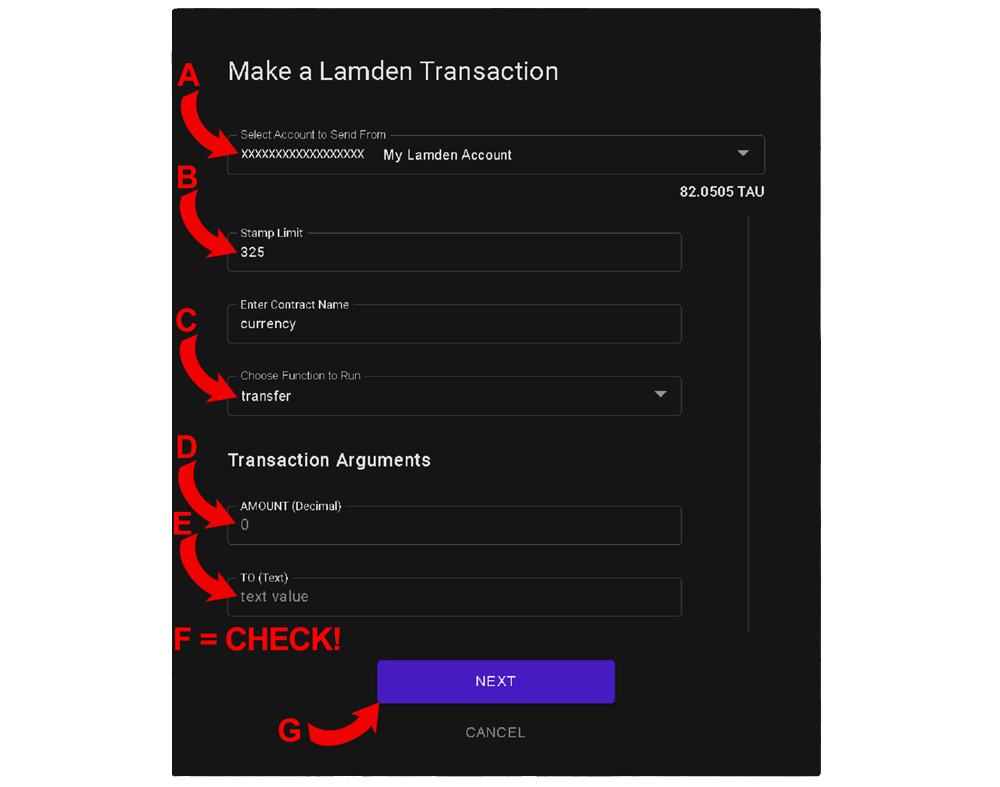 Make a Lamden Transaction
A
Select Account to Send From
XXXXXXXXXXXXXXXXXX My Lamden Account
B
82.0505 TAU
Stamp Limit
325
Enter Contract Name
C
currency
Choose Function to Run
transfer
D
Transaction Arguments
AMOUNT (Decimal)
E
0
TO (Text)
text value
F = CHECK!
NEXT
G
CANCEL